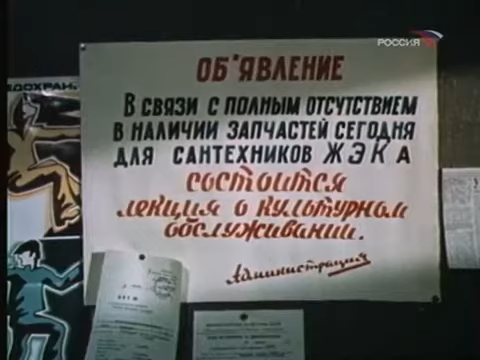 РОССИЯ
ОБ'ЯВЛЕНИЕ
В СВЯЗИ С ПОЛНЫМ ОТСУТСТВИЕМ
В НАЛИЧИИ ЗАПЧАСТЕЙ СЕГОДНЯ
ДЛЯ САНТЕХНИКОВ ЖЭКА
СОСТОИТСЯ
ЛЕКЦИЯ О КУЛЬТУРНОМ
ОБСЛУЖИВАНИИ.
Администрация